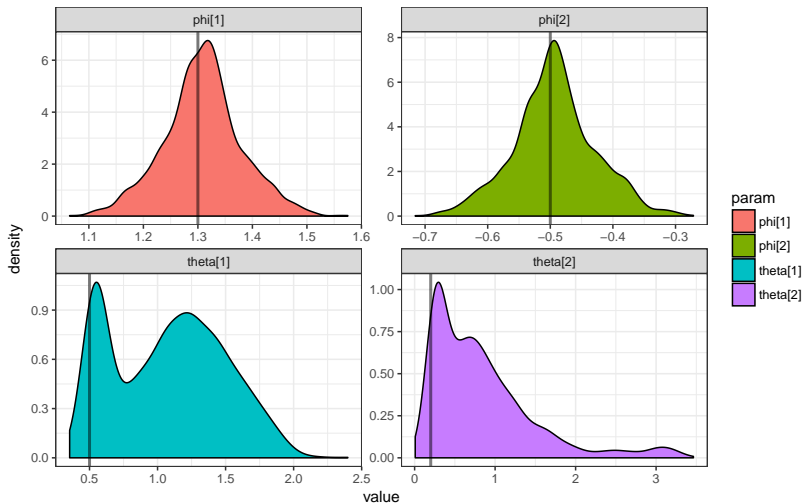 phi[1]
phi[2]
6
4
2
0
1.1 1.2 1.3 1.4 1.5 1.6
8
6
4
2
0
−0.7 −0.6 −0.5 −0.4 −0.3
theta[1]
theta[2]
0.9
0.6
0.3
0.0
0.5 1.0 1.5 2.0 2.5
1.00
0.75
0.50
0.25
0.00
0 1 2 3
density
value
param
phi[1]
phi[2]
theta[1]
theta[2]